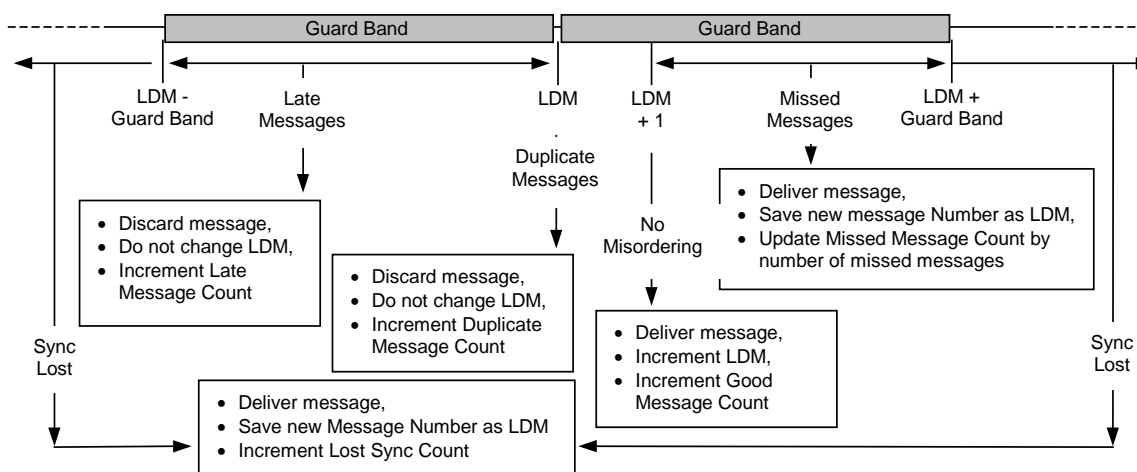 Guard Band
Guard Band
LDM -
Guard Band
Late
Messages
LDM
LDM
+ 1
Missed
Messages
LDM +
Guard Band
Duplicate
Messages
• Deliver message,
• Save new message Number as LDM,
• Update Missed Message Count by
number of missed messages
• Discard message,
• Do not change LDM,
• Increment Late
Message Count
No
Misordering
• Discard message,
• Do not change LDM,
• Increment Duplicate
Message Count
• Deliver message,
• Increment LDM,
• Increment Good
Message Count
Sync
Lost
Sync
Lost
• Deliver message,
• Save new Message Number as LDM
• Increment Lost Sync Count